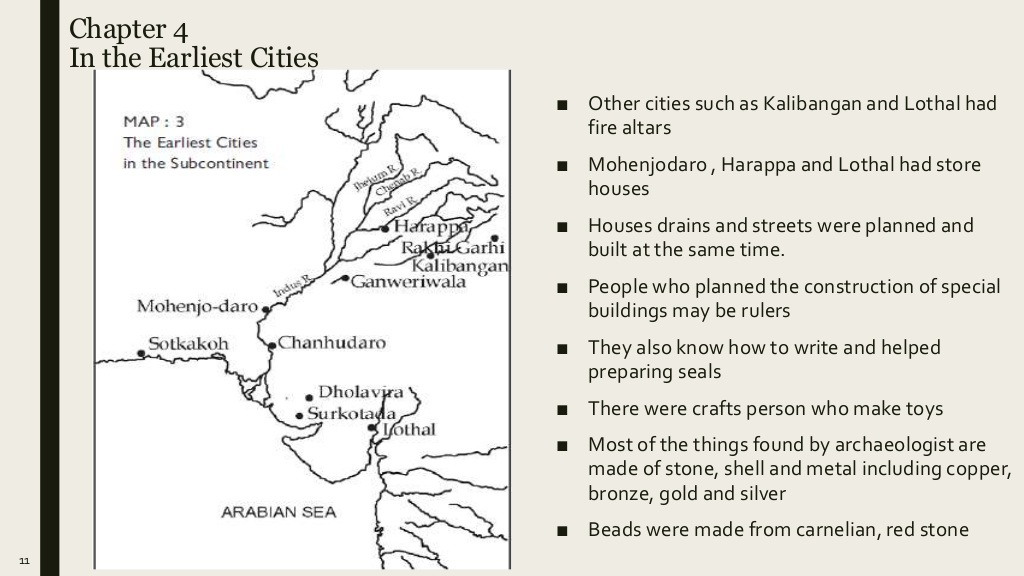 Chapter 4
In the Earliest Cities
MAP : 3
The Earliest Cities
in the Subcontinent
Jhelum R.
Chenab R.
Ravi R.
Harappa
Rakhi Garhi
Kalibangan
Ganweriwala
Indus R.
Mohenjo-daro
Sotkakoh
Chanhudaro
Dholavira
Surkotada
Lothal
ARABIAN SEA
■ Other cities such as Kalibangan and Lothal had
fire altars
■ Mohenjodaro , Harappa and Lothal had store
houses
■ Houses drains and streets were planned and
built at the same time.
■ People who planned the construction of special
buildings may be rulers
■ They also know how to write and helped
preparing seals
■ There were crafts person who make toys
■ Most of the things found by archaeologist are
made of stone, shell and metal including copper,
bronze, gold and silver
■ Beads were made from carnelian, red stone
11